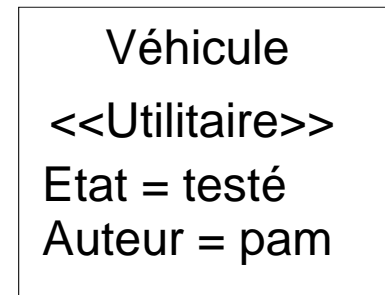 Véhicule
<<Utilitaire>>
Etat = testé
Auteur = pam